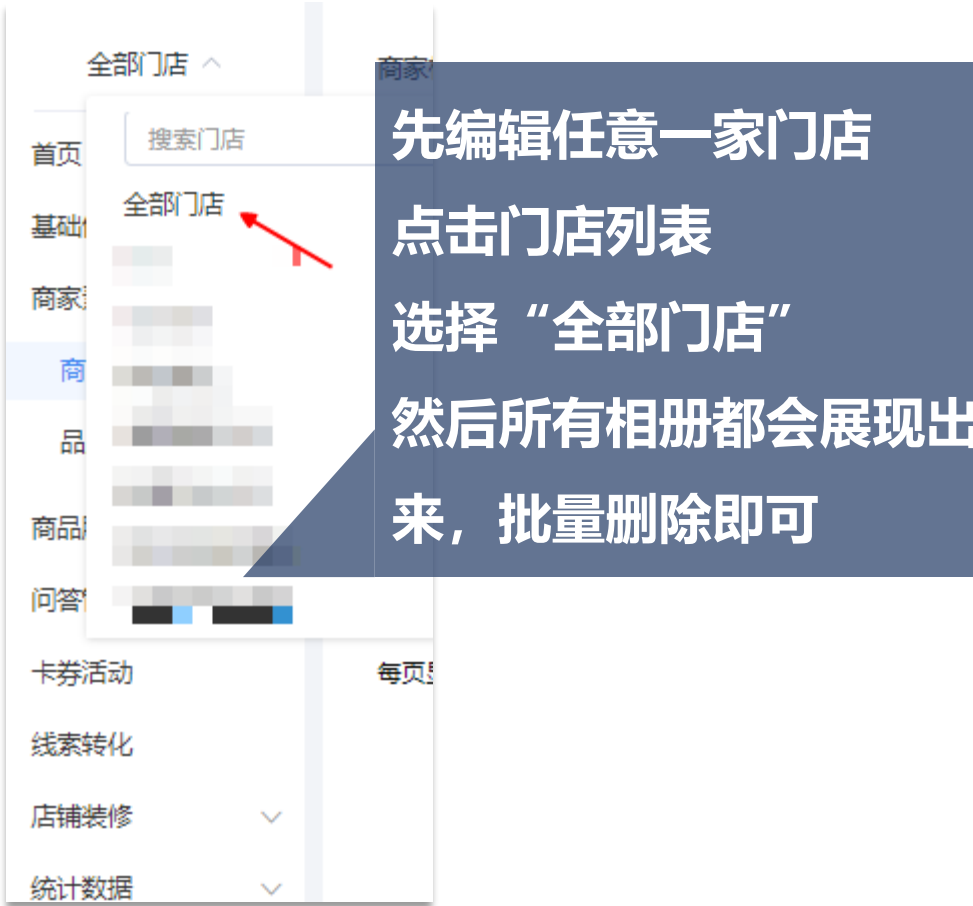 全部门店
商家
搜索门店
全部门店
首页
基础
商家
商
品
商品
问答
卡券活动
线索转化
店铺装修
统计数据
每页
先编辑任意一家门店
点击门店列表
选择“全部门店”
然后所有相册都会展现出
来，批量删除即可